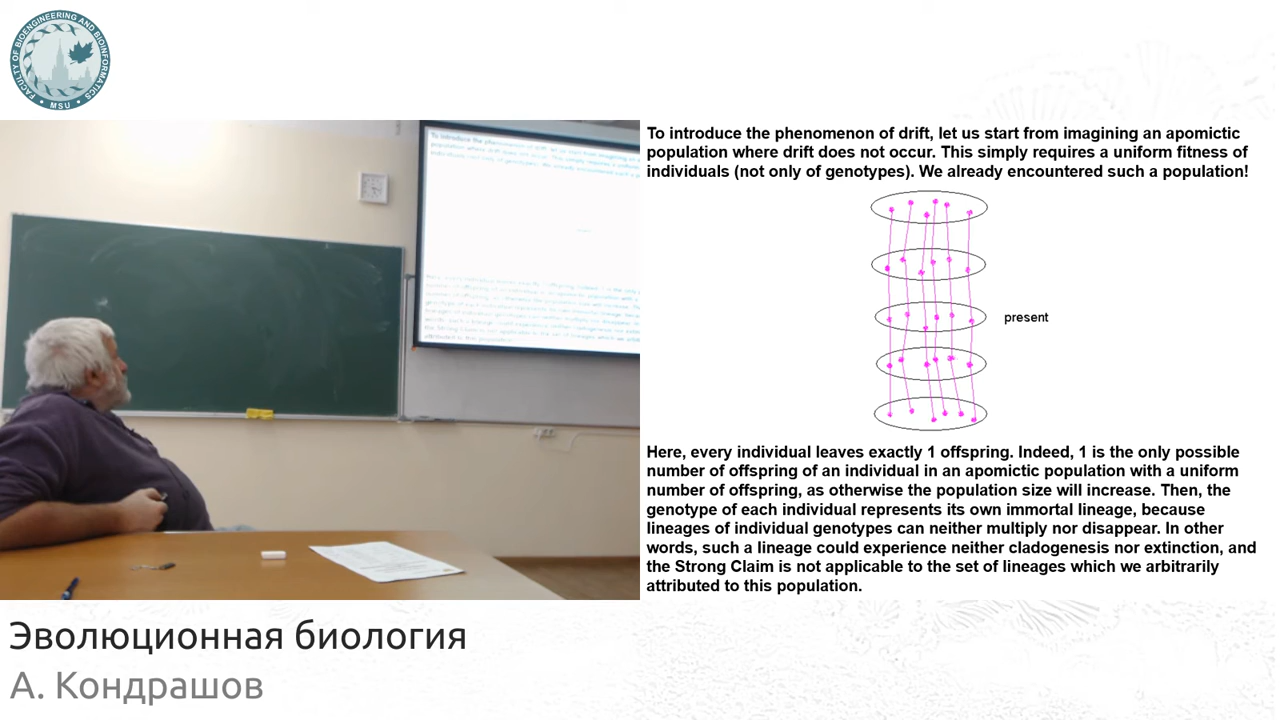 FACULTY OF BIOENGINEERING AND BIOINFORMATICS
• MSU •
To introduce the phenomenon of drift, let us start from imagining an apomictic
population where drift does not occur. This simply requires a uniform fitness of
individuals (not only of genotypes). We already encountered such a population!
present
Here, every individual leaves exactly 1 offspring. Indeed, 1 is the only possible
number of offspring of an individual in an apomictic population with a uniform
number of offspring, as otherwise the population size will increase. Then, the
genotype of each individual represents its own immortal lineage, because
lineages of individual genotypes can neither multiply nor disappear. In other
words, such a lineage could experience neither cladogenesis nor extinction, and
the Strong Claim is not applicable to the set of lineages which we arbitrarily
attributed to this population.
Эволюционная биология
А. Кондрашов